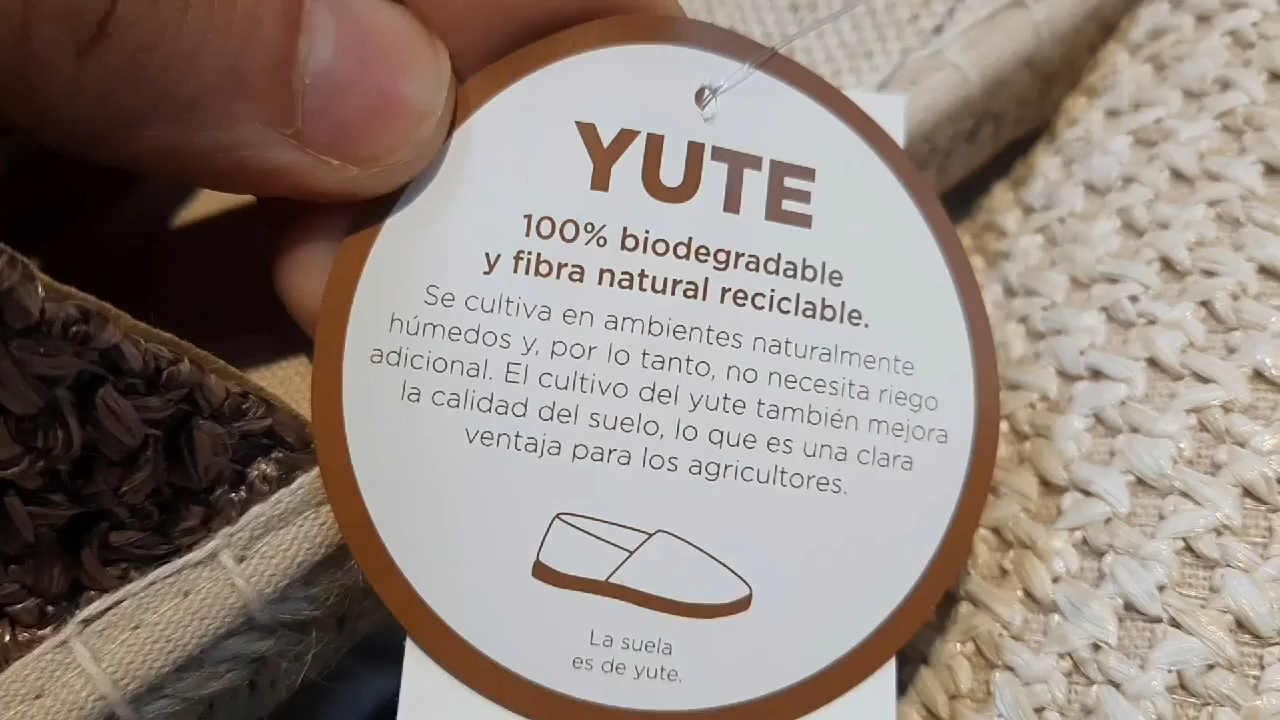 YUTE
100% biodegradable
y fibra natural reciclable.
Se cultiva en ambientes naturalmente
húmedos y, por lo tanto, no necesita riego
adicional. El cultivo del yute también mejora
la calidad del suelo, lo que es una clara
ventaja para los agricultores.
La suela
es de yute.